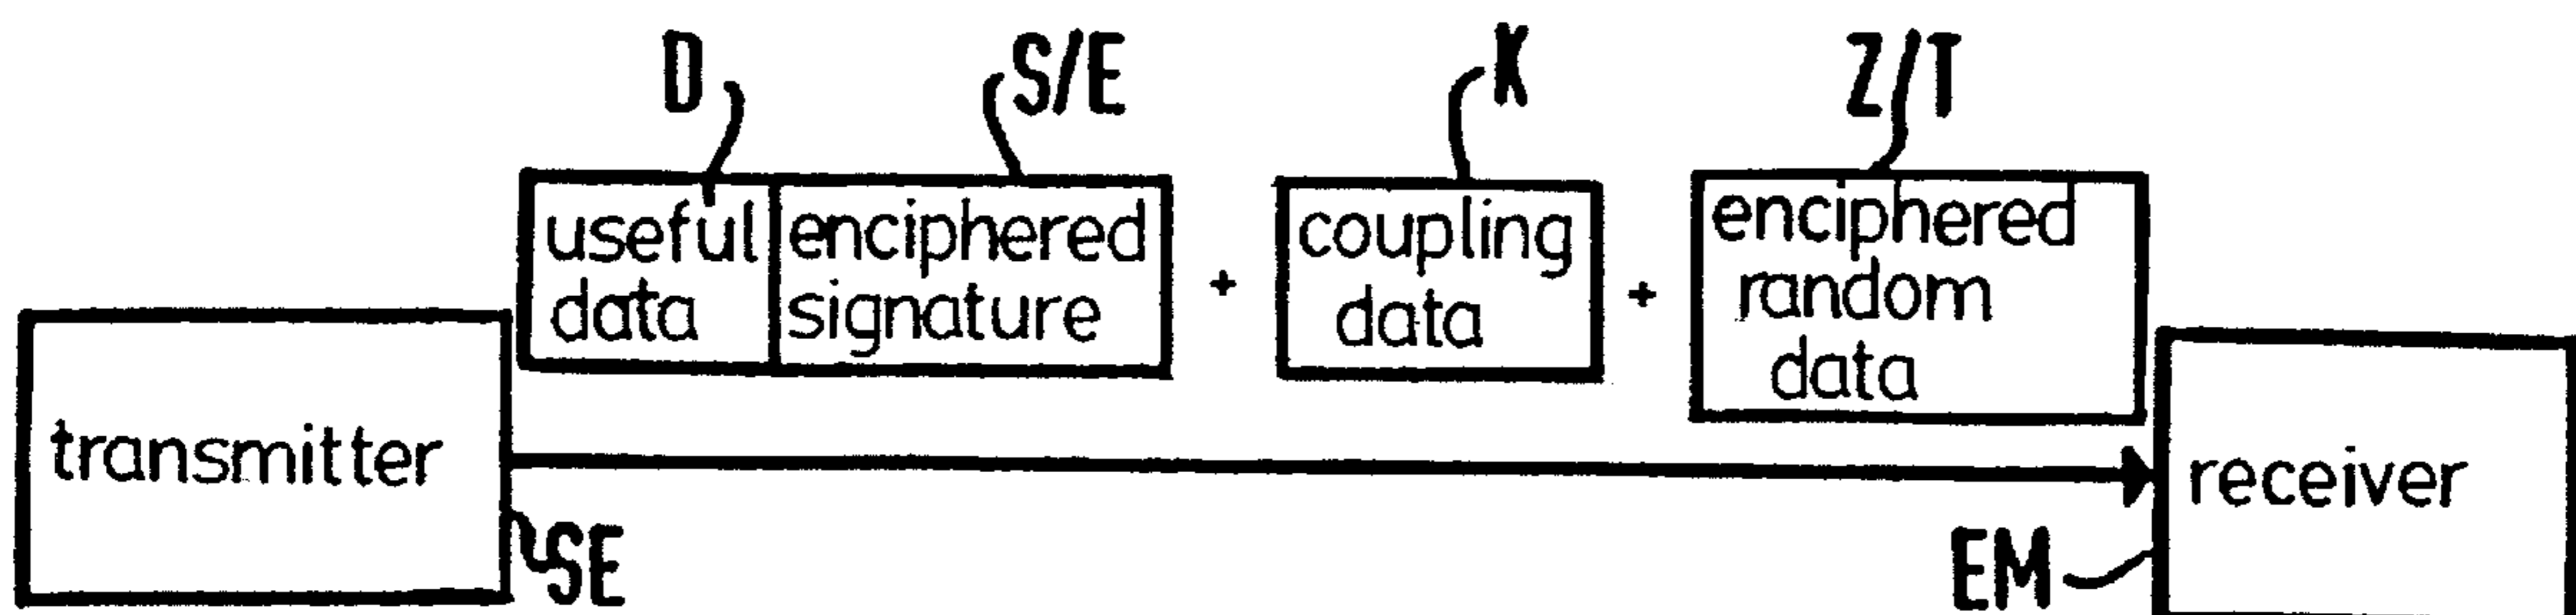 D S/E K Z/T
useful data enciphered signature + coupling data + enciphered random data
transmitter receiver
SE EM